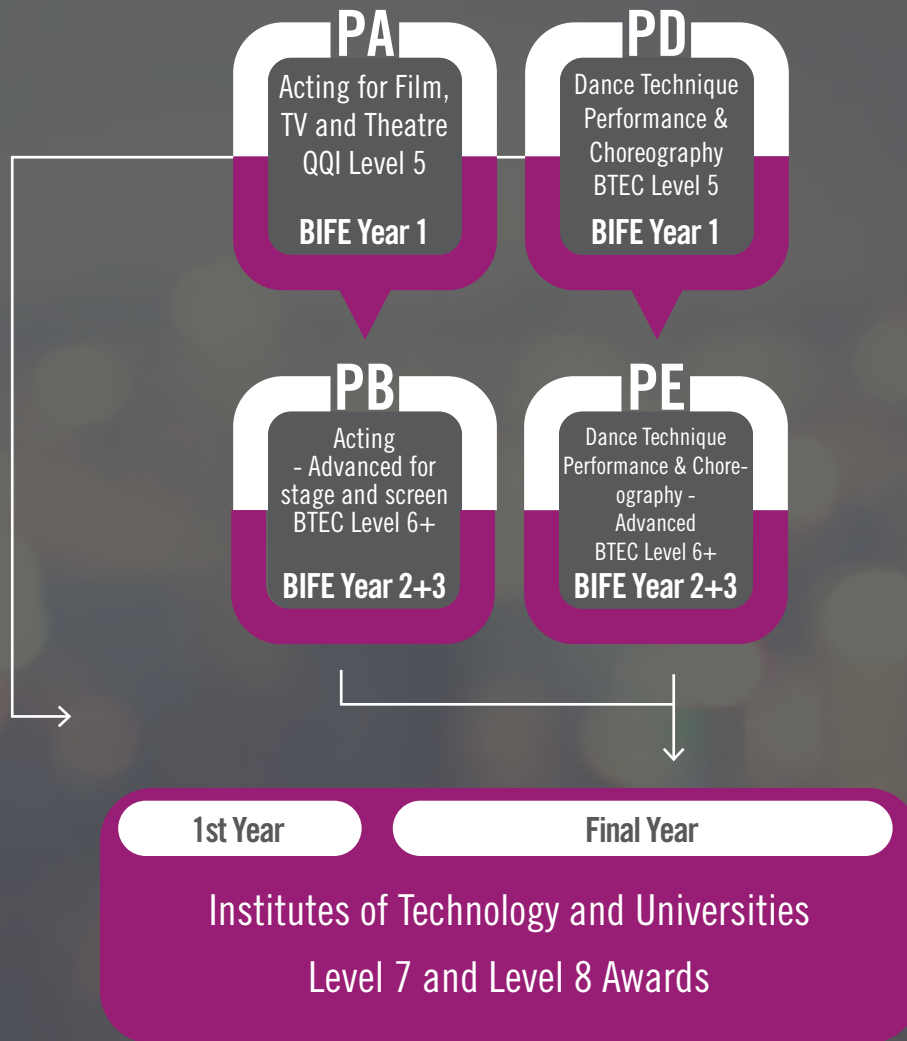 PA
Acting for Film,
TV and Theatre
QQI Level 5
BIFE Year 1
PD
Dance Technique
Performance &
Choreography
BTEC Level 5
BIFE Year 1
PB
Acting
- Advanced for
stage and screen
BTEC Level 6+
BIFE Year 2+3
PE
Dance Technique
Performance & Chore-
ography -
Advanced
BTEC Level 6+
BIFE Year 2+3
1st Year
Final Year
Institutes of Technology and Universities
Level 7 and Level 8 Awards